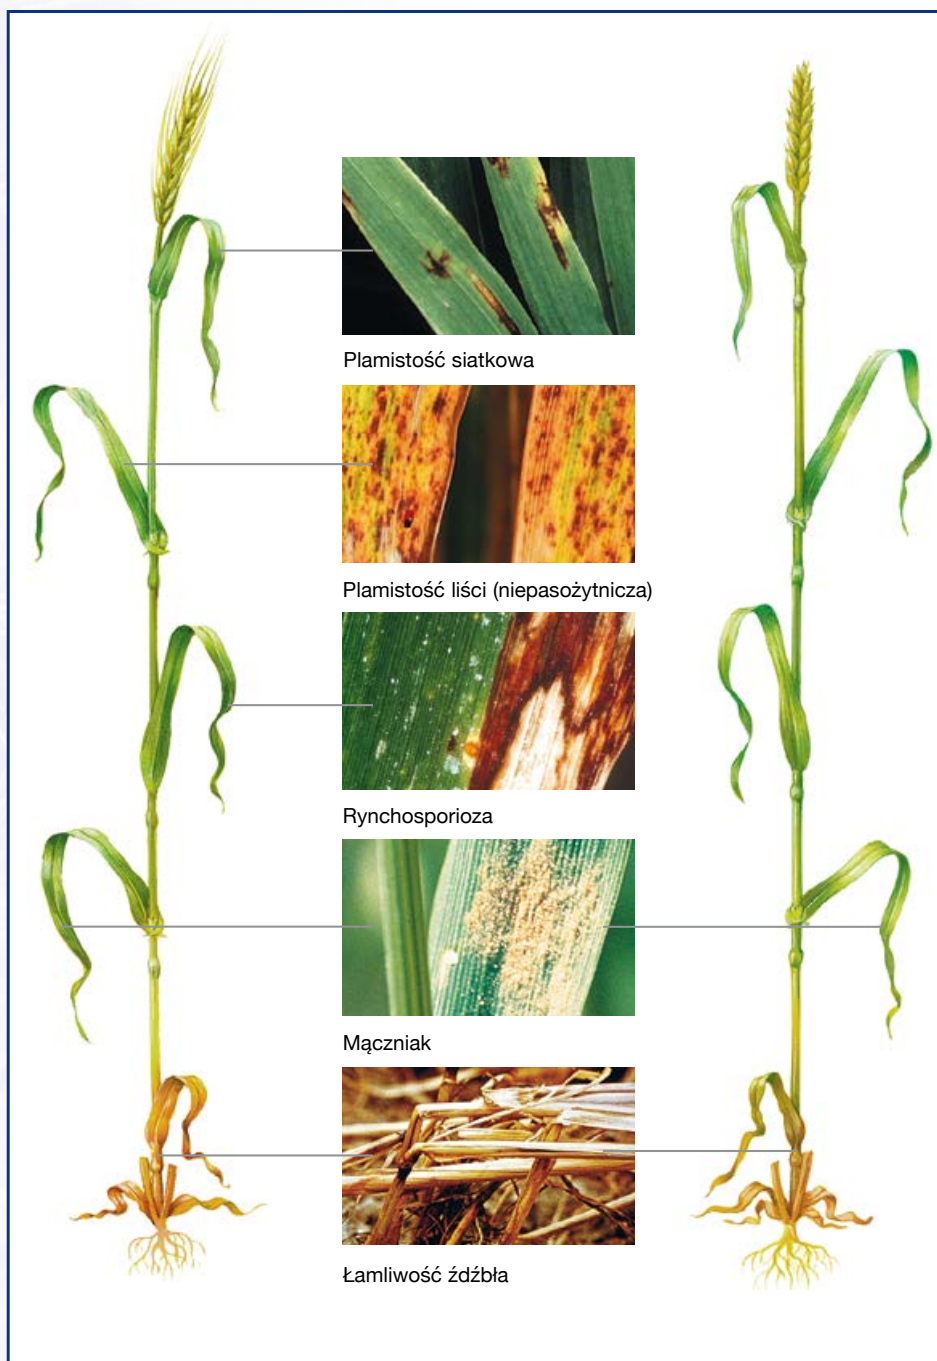 Plamistość siatkowa
Plamistość liści (niepasożytnicza)
Rynchosporioza
Mączniak
Łamliwość źdźbła